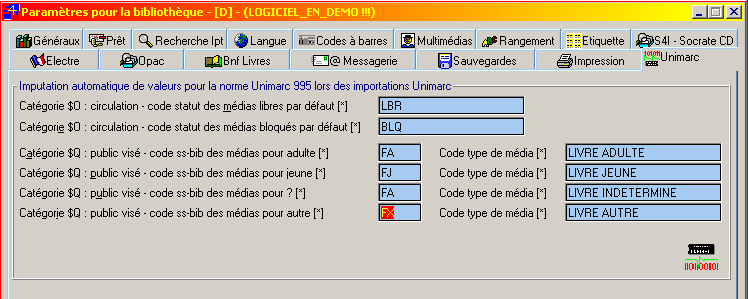 Paramètres pour la bibliothèque - [D] - (LOGICIEL_EN_DEMO !!!)
Généraux Prêt Recherche Ipt Langue Codes à barres Multimédias Rangement Etiquette S4I - Socrate CD
Electre Opac Bnf Livres @ Messagerie Sauvegardes Impression Unimarc
Imputation automatique de valeurs pour la norme Unimarc 995 lors des importations Unimarc
Catégorie $O : circulation - code statut des médias libres par défaut [*] LBR
Catégorie $O : circulation - code statut des médias bloqués par défaut [*] BLQ
Catégorie $Q : public visé - code ss-bib des médias pour adulte [*] FA Code type de média [*] LIVRE ADULTE
Catégorie $Q : public visé - code ss-bib des médias pour jeune [*] FJ Code type de média [*] LIVRE JEUNE
Catégorie $Q : public visé - code ss-bib des médias pour ? [*] FA Code type de média [*] LIVRE INDETERMINE
Catégorie $Q : public visé - code ss-bib des médias pour autre [*] FX Code type de média [*] LIVRE AUTRE